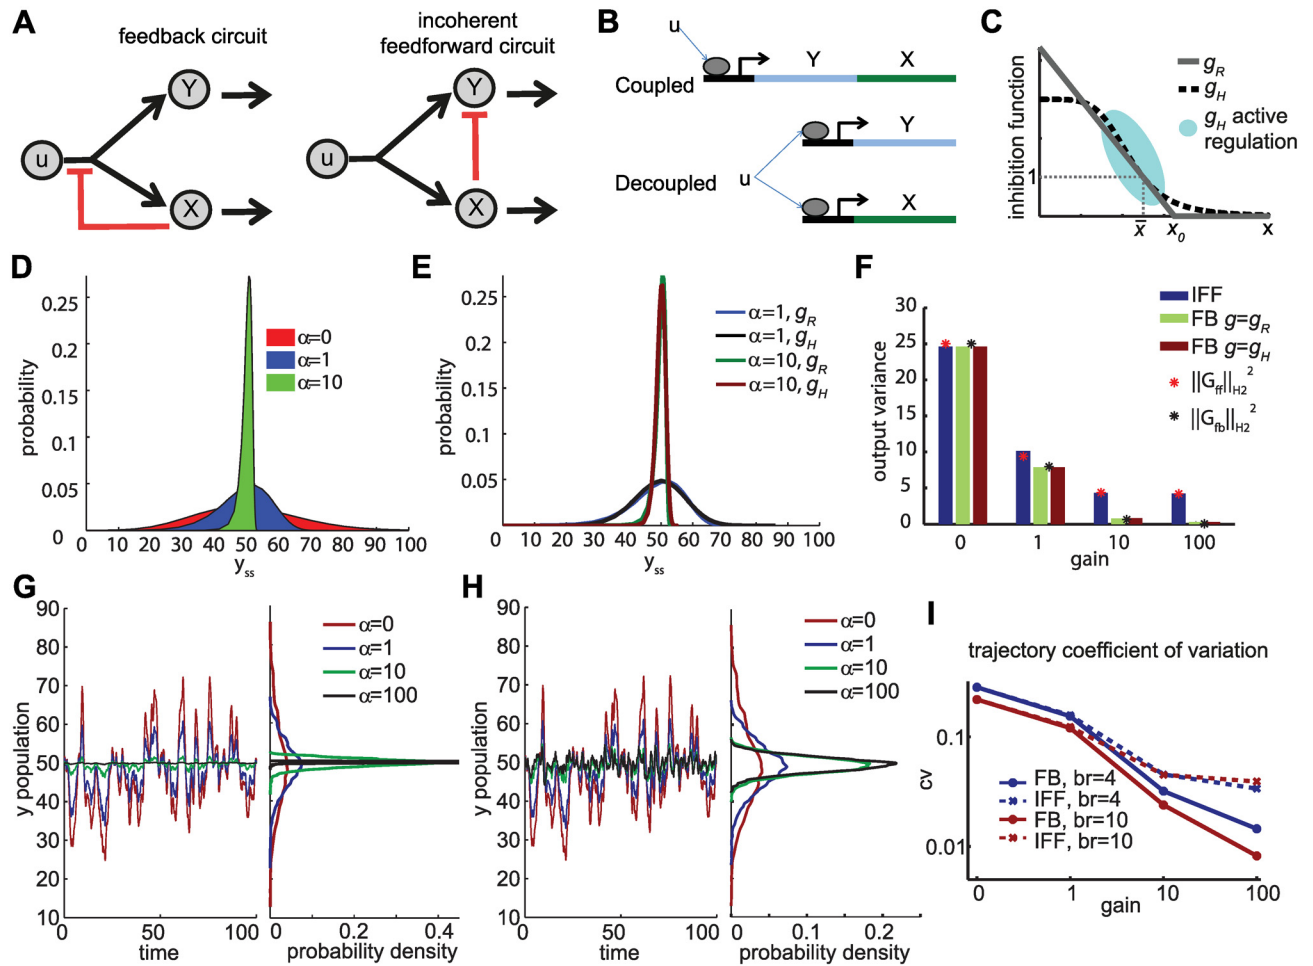 A
feedback circuit
incoherent
feedforward circuit
Y
u
X
Y
u
X
B
u
Y
X
Coupled
Y
Decoupled
u
X
C
inhibition function
1
x̄
x₀
x
g_R
g_H
g_H active
regulation
D
probability
0.25
0.2
0.15
0.1
0.05
0
0 10 20 30 40 50 60 70 80 90 100
y_ss
α=0
α=1
α=10
E
probability
0.25
0.2
0.15
0.1
0.05
0
0 10 20 30 40 50 60 70 80 90 100
y_ss
α=1, g_R
α=1, g_H
α=10, g_R
α=10, g_H
F
output variance
30
25
20
15
10
5
0
0 1 10 100
gain
IFF
FB g=g_R
FB g=g_H
||G_ff||_H2²
||G_fb||_H2²
G
y population
90
80
70
60
50
40
30
20
10
0 50 100
time
0 0.2 0.4
probability density
α=0
α=1
α=10
α=100
H
y population
90
80
70
60
50
40
30
20
10
0 50 100
time
0 0.1 0.2
probability density
α=0
α=1
α=10
α=100
I
trajectory coefficient of variation
cv
0.1
0.01
0 1 10 100
gain
FB, br=4
IFF, br=4
FB, br=10
IFF, br=10